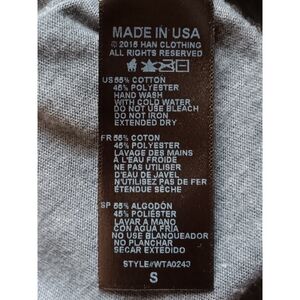 MADE IN USA
© 2016 HAN CLOTHING
ALL RIGHTS RESERVED
US 55% COTTON
45% POLYESTER
HAND WASH
WITH COLD WATER
DO NOT USE BLEACH
DO NOT IRON
EXTENDED DRY
FR 55% COTON
45% POLYESTER
LAVAGE DES MAINS
A L'EAU FROIDE
NE PAS UTILISER
D'EAU DE JAVEL
N'UTILISEZ PAS DE FER
ÉTENDUE SÈCHE
SP 55% ALGODÓN
45% POLIÉSTER
LAVAR A MANO
CON AGUA FRIA
NO USE BLANQUEADOR
NO PLANCHAR
SECAR EXTENDIDO
STYLE#WTA0243
S